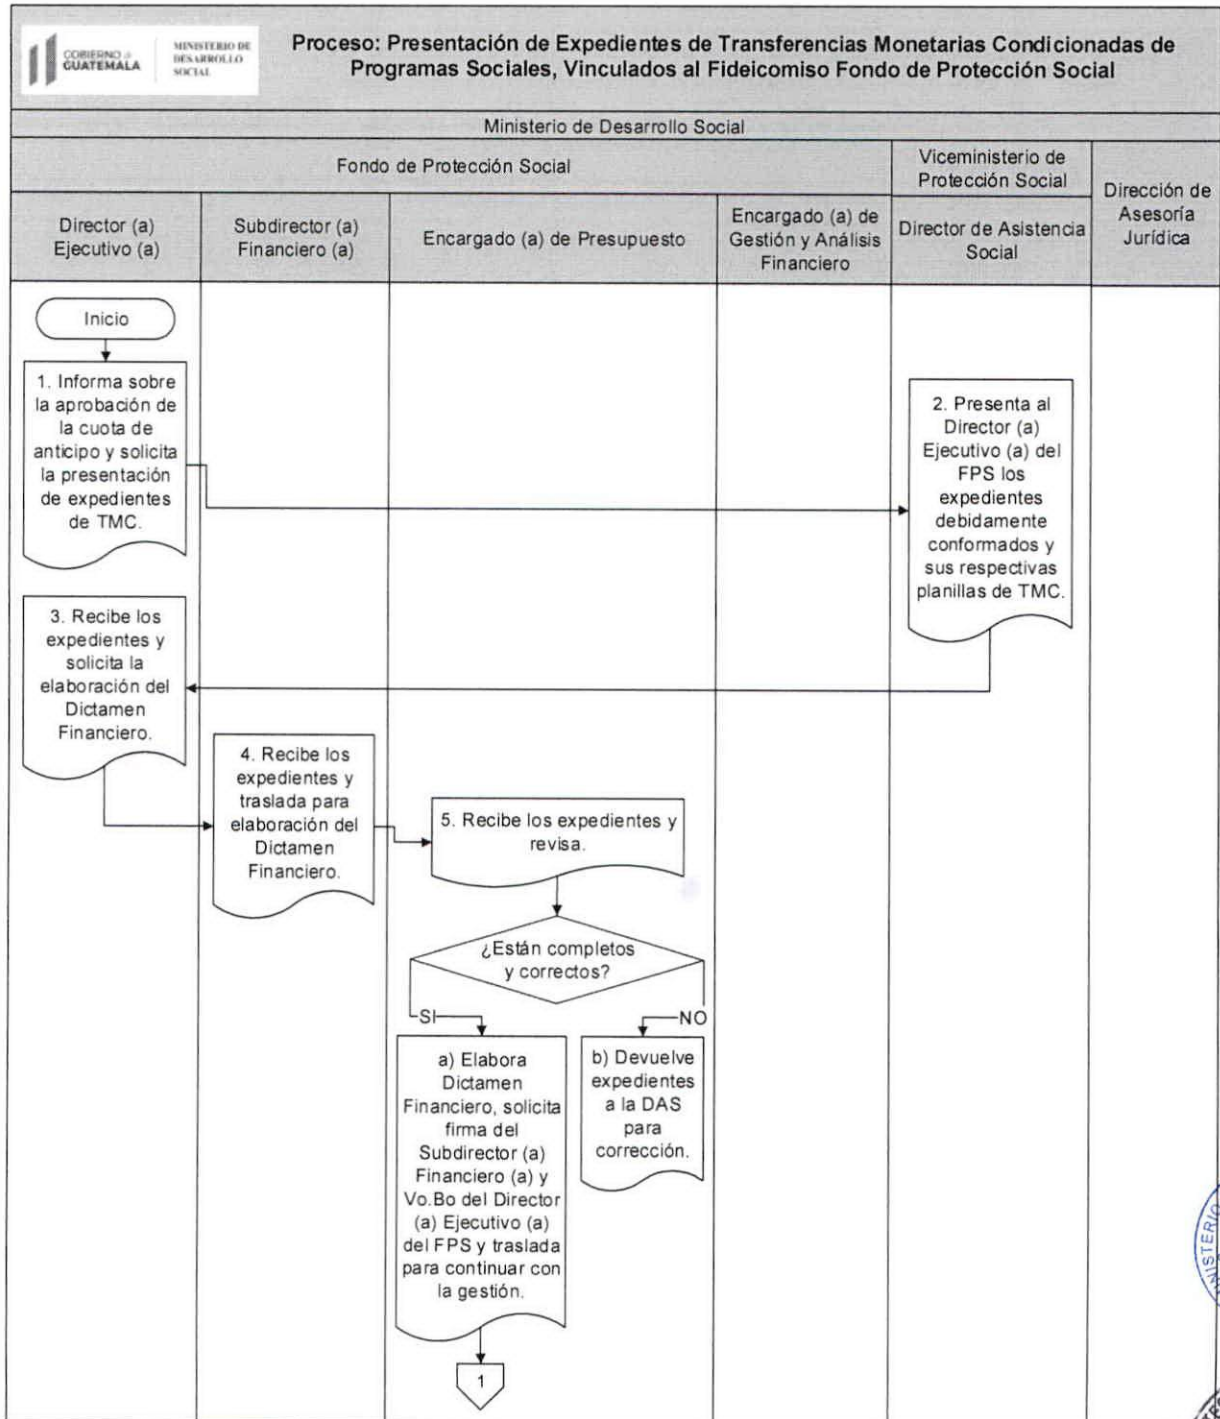 GOBIERNO de
GUATEMALA
MINISTERIO DE
DESARROLLO
SOCIAL
Proceso: Presentación de Expedientes de Transferencias Monetarias Condicionadas de
Programas Sociales, Vinculados al Fideicomiso Fondo de Protección Social
Ministerio de Desarrollo Social
Fondo de Protección Social
Viceministerio de
Protección Social
Dirección de
Asesoría
Jurídica
Director (a)
Ejecutivo (a)
Subdirector (a)
Financiero (a)
Encargado (a) de Presupuesto
Encargado (a) de
Gestión y Análisis
Financiero
Director de Asistencia
Social
Inicio
1. Informa sobre
la aprobación de
la cuota de
anticipo y solicita
la presentación
de expedientes
de TMC.
2. Presenta al
Director (a)
Ejecutivo (a) del
FPS los
expedientes
debidamente
conformados y
sus respectivas
planillas de TMC.
3. Recibe los
expedientes y
solicita la
elaboración del
Dictamen
Financiero.
4. Recibe los
expedientes y
traslada para
elaboración del
Dictamen
Financiero.
5. Recibe los expedientes y
revisa.
¿Están completos
y correctos?
SI
NO
a) Elabora
Dictamen
Financiero, solicita
firma del
Subdirector (a)
Financiero (a) y
Vo.Bo del Director
(a) Ejecutivo (a)
del FPS y traslada
para continuar con
la gestión.
b) Devuelve
expedientes
a la DAS
para
corrección.
1